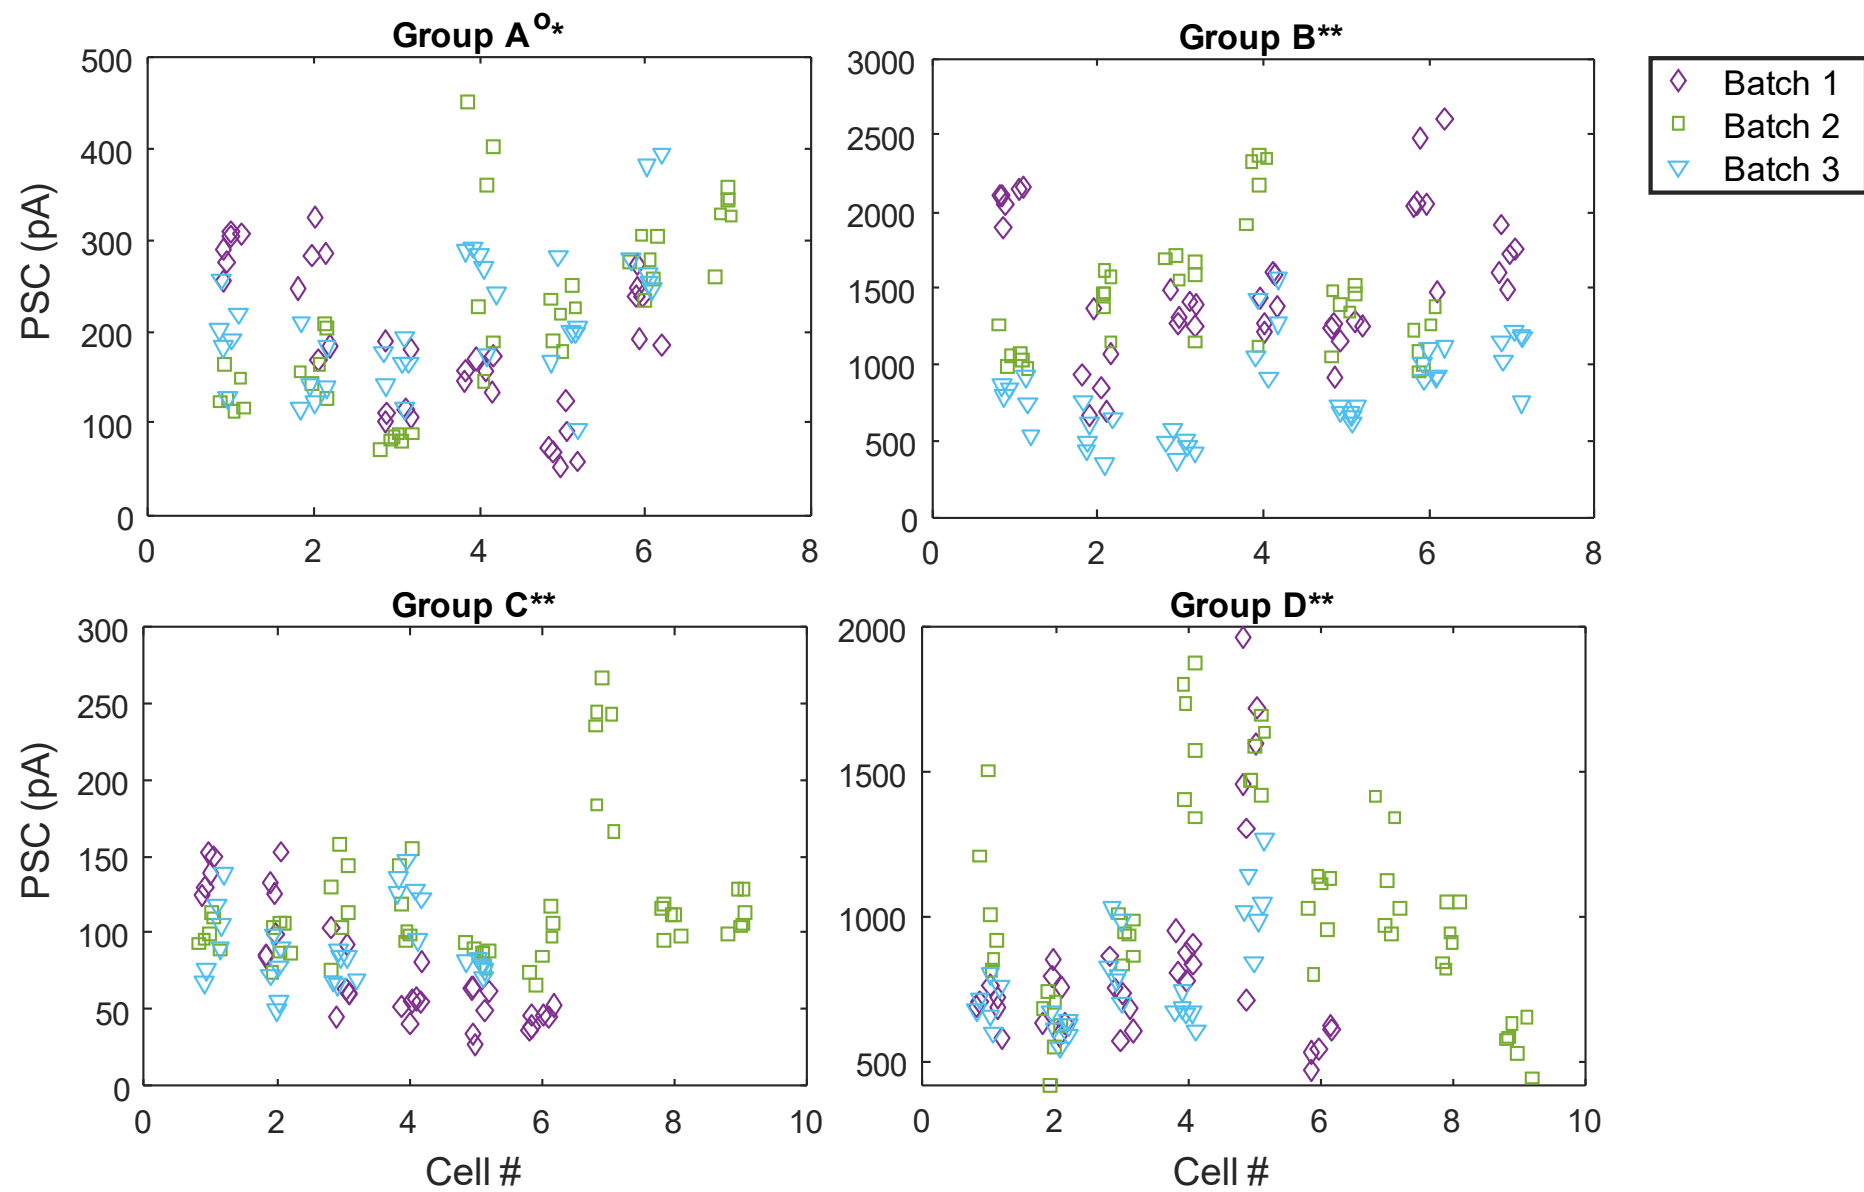 Group A°*
500
400
300
200
100
0
PSC (pA)
0 2 4 6 8
Group B**
3000
2500
2000
1500
1000
500
0
0 2 4 6 8
Batch 1
Batch 2
Batch 3
Group C**
300
250
200
150
100
50
0
PSC (pA)
0 2 4 6 8 10
Cell #
Group D**
2000
1500
1000
500
0 2 4 6 8 10
Cell #